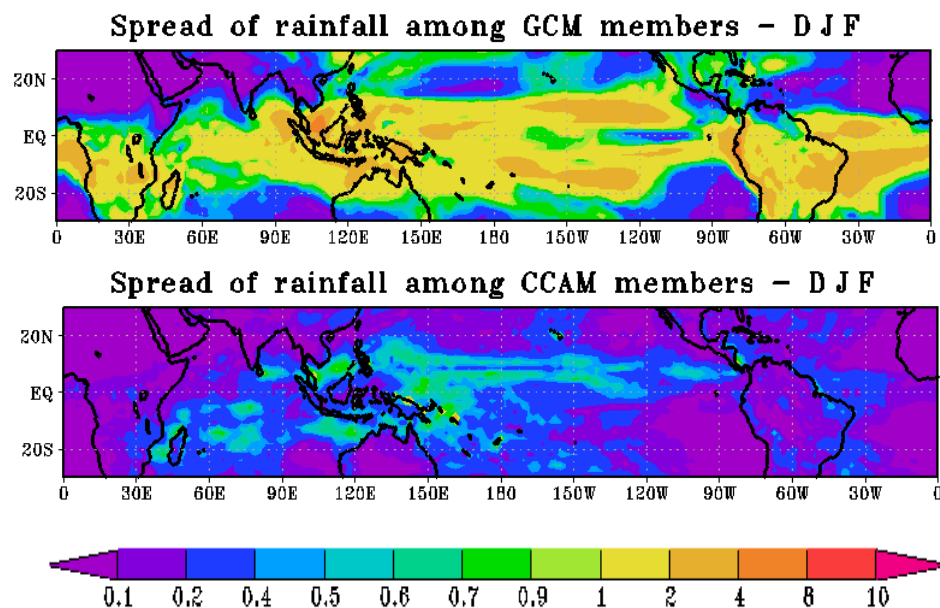 Spread of rainfall among GCM members - DJF
20N
EQ
20S
0 30E 60E 90E 120E 150E 180 150W 120W 90W 60W 30W 0
Spread of rainfall among CCAM members - DJF
20N
EQ
20S
0 30E 60E 90E 120E 150E 180 150W 120W 90W 60W 30W 0
0.1 0.2 0.4 0.5 0.6 0.7 0.9 1 2 4 8 10